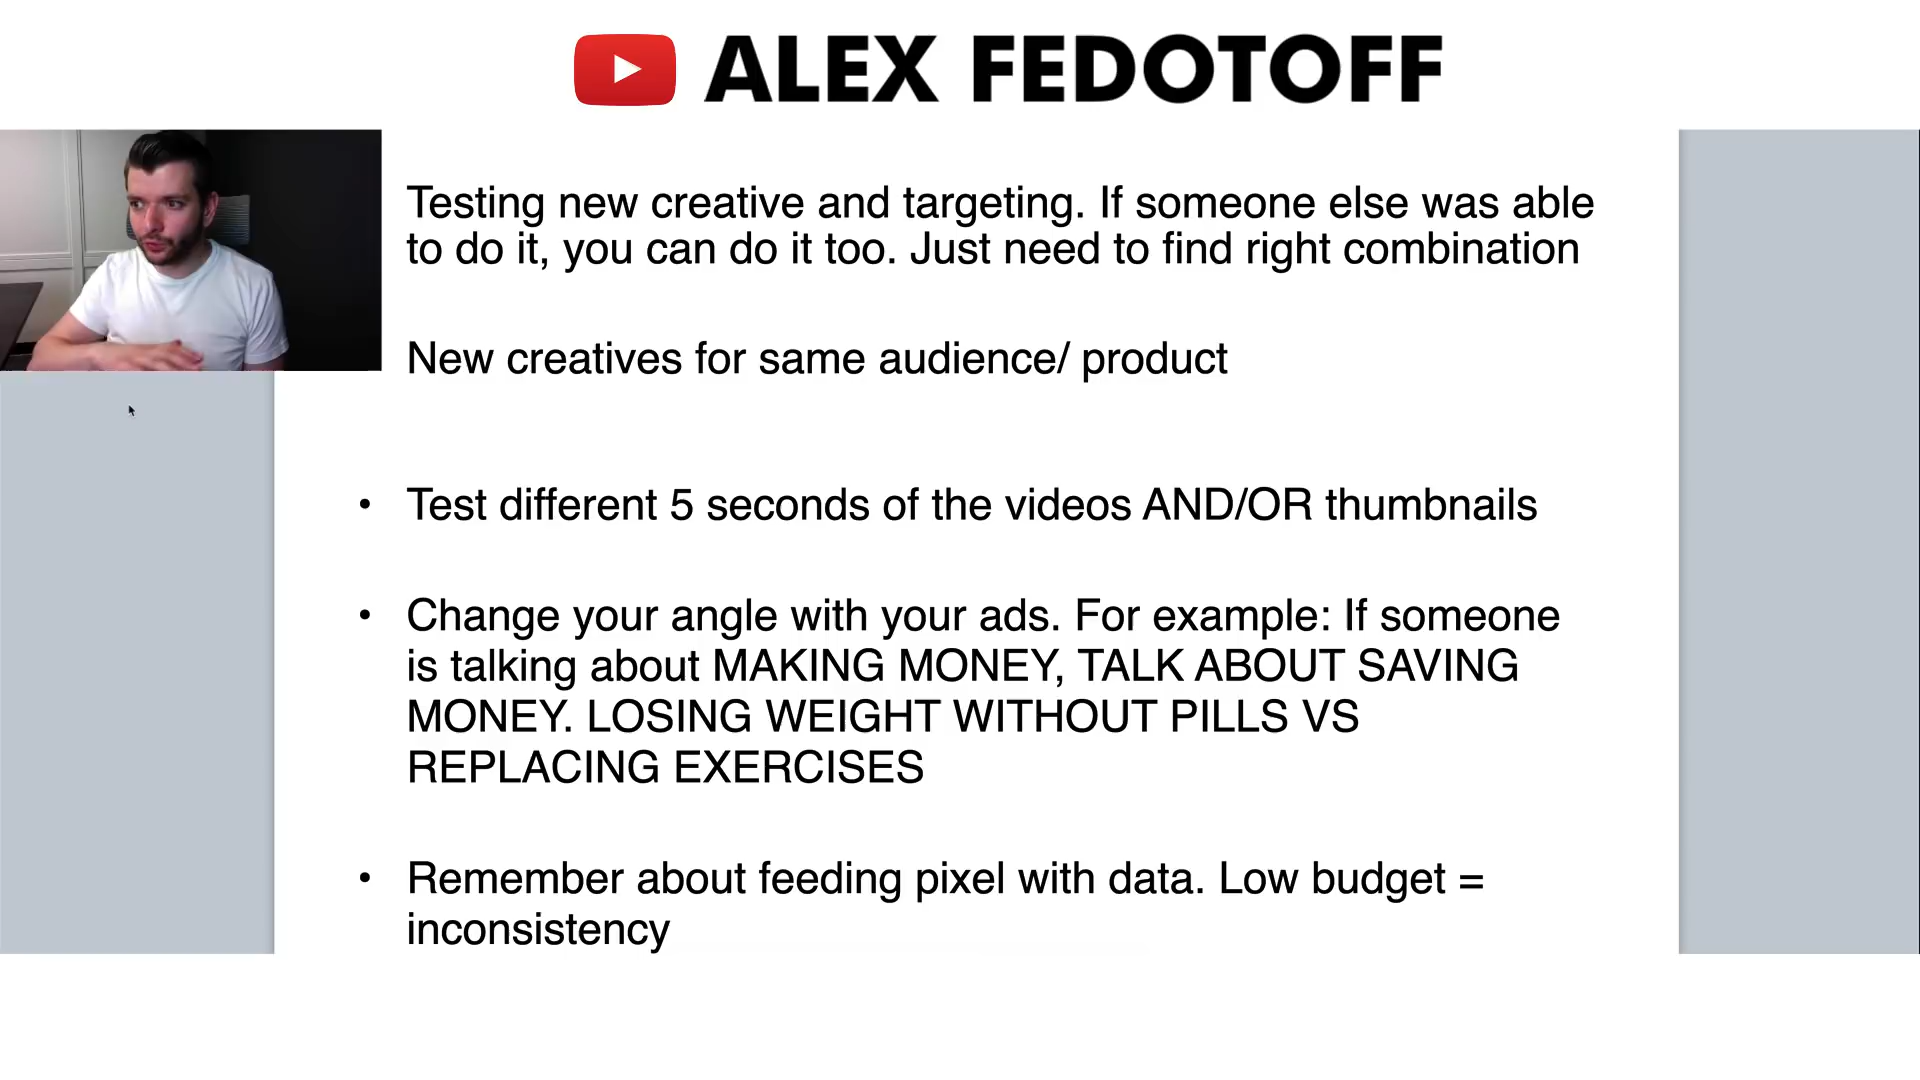 ALEX FEDOTOFF
Testing new creative and targeting. If someone else was able
to do it, you can do it too. Just need to find right combination
New creatives for same audience/ product
• Test different 5 seconds of the videos AND/OR thumbnails
• Change your angle with your ads. For example: If someone
is talking about MAKING MONEY, TALK ABOUT SAVING
MONEY. LOSING WEIGHT WITHOUT PILLS VS
REPLACING EXERCISES
• Remember about feeding pixel with data. Low budget =
inconsistency